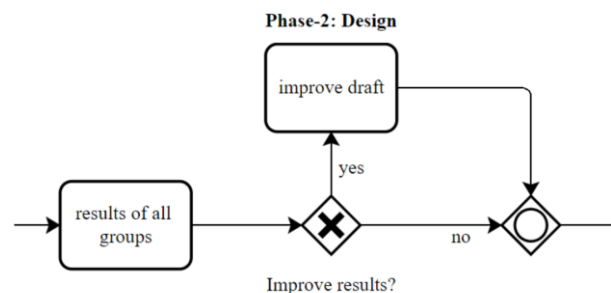 Phase-2: Design
improve draft
yes
results of all
groups
no
Improve results?